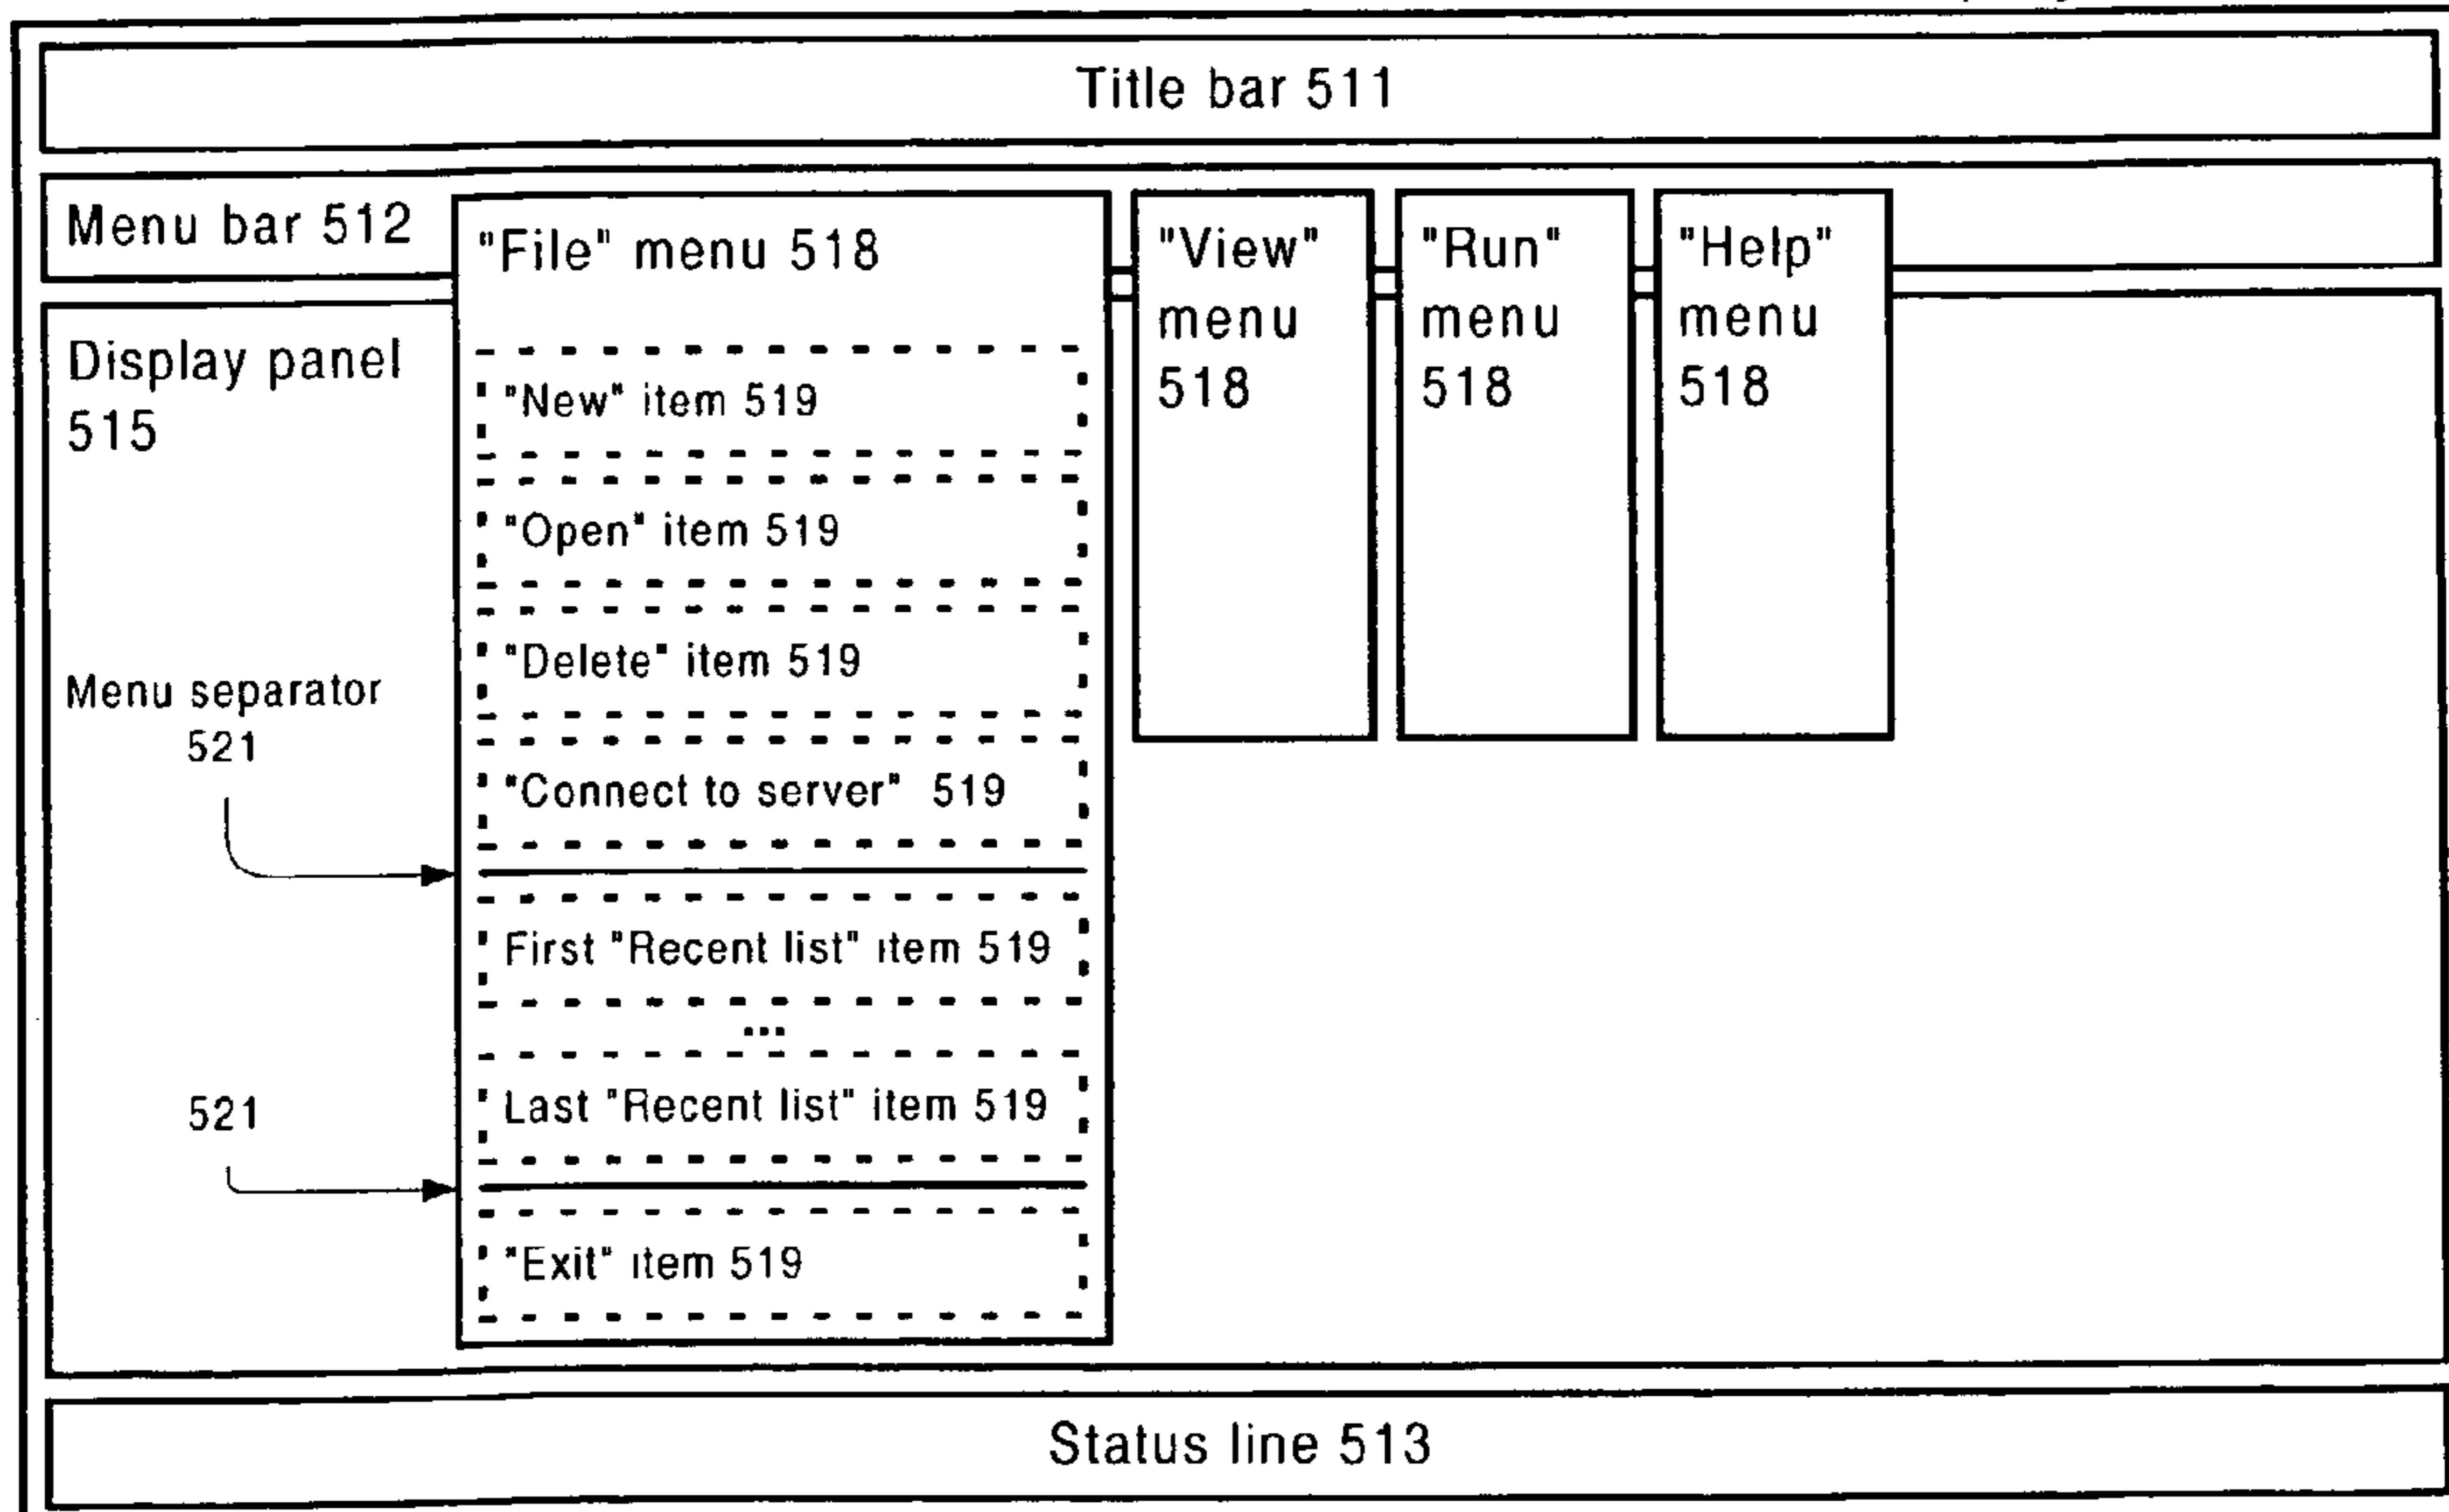 Title bar 511
Menu bar 512
"File" menu 518
"View"
menu
518
"Run"
menu
518
"Help"
menu
518
Display panel
515
"New" item 519
"Open" item 519
"Delete" item 519
Menu separator
521
"Connect to server" 519
First "Recent list" item 519
...
Last "Recent list" item 519
521
"Exit" item 519
Status line 513